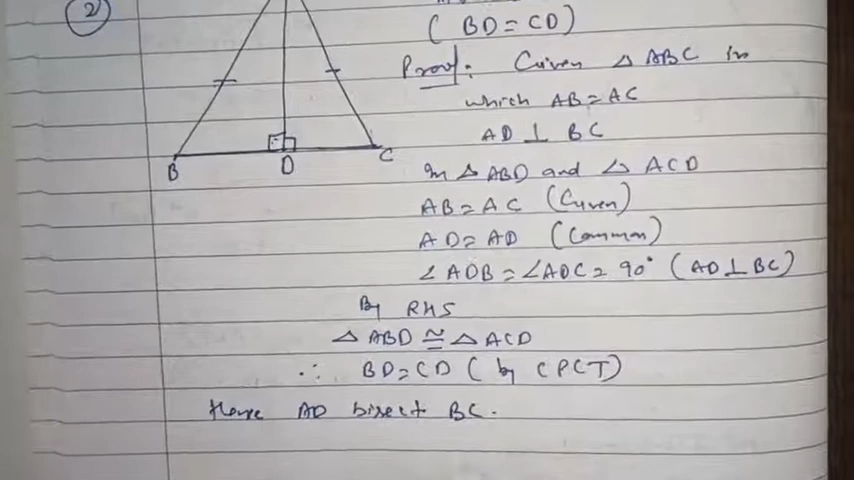 2
( BD = CD)
Proof: Given △ ABC in
which AB = AC
AD ⊥ BC
B
D
C
In △ ABD and △ ACD
AB = AC (Given)
AD = AD (Common)
∠ ADB = ∠ADC = 90° (AD ⊥ BC)
By RHS
△ ABD ≅ △ ACD
∴ BD = CD ( by CPCT)
Hence AD bisect BC.